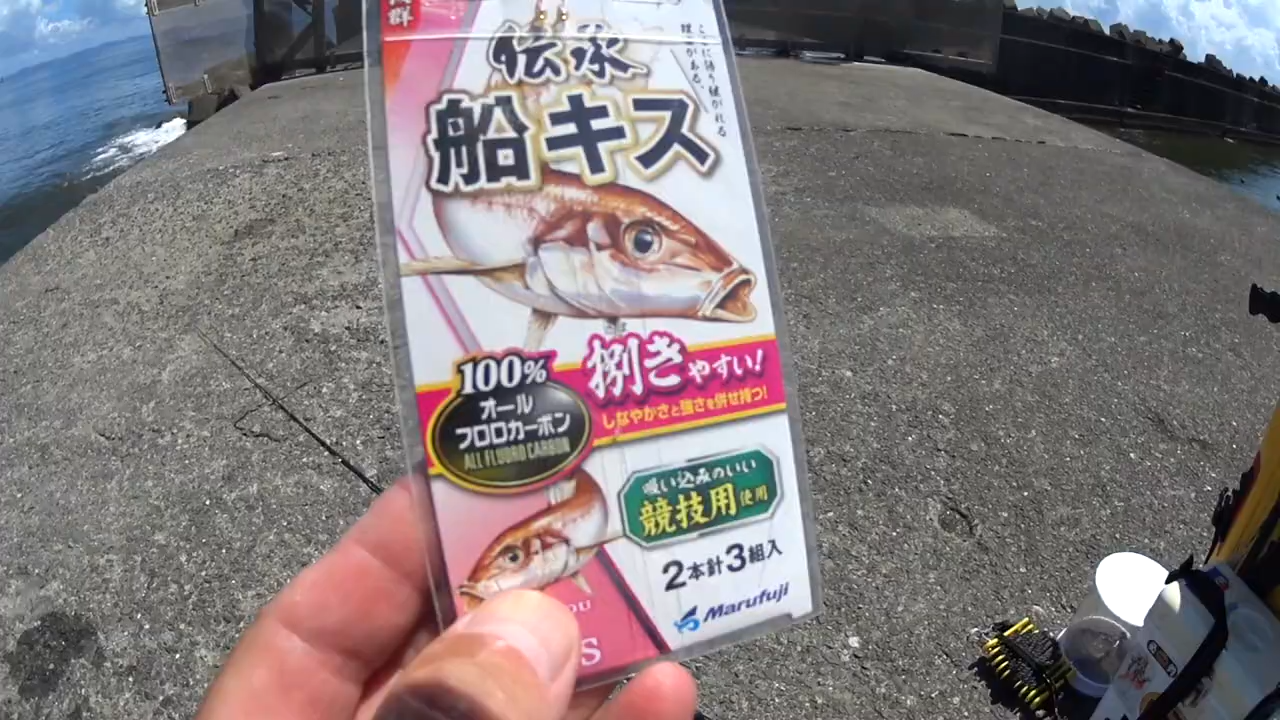 伝承
船キス
100%
オール
フロロカーボン
ALL FLUORO CARBON
捌きやすい!
しなやかさと強さを併せ持つ!
吸い込みのいい
競技用使用
2本針3組入
Marufuji